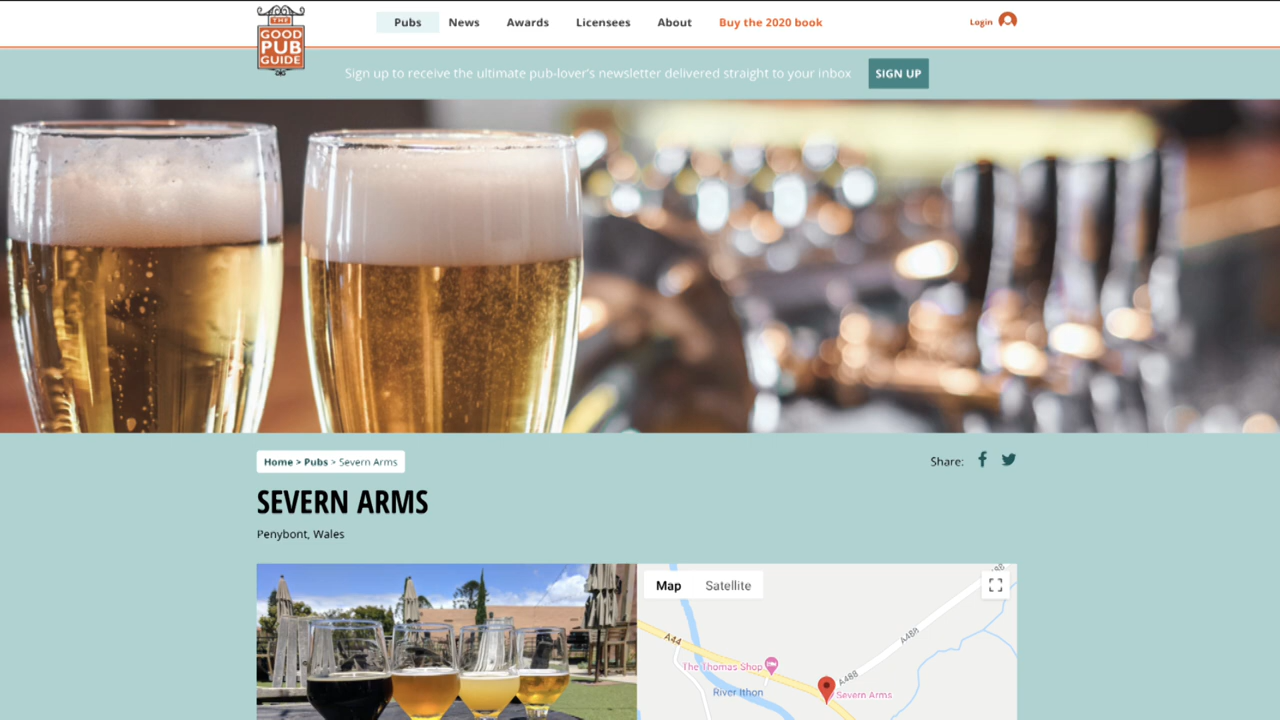 THE
GOOD
PUB
GUIDE
Pubs News Awards Licensees About Buy the 2020 book Login
Sign up to receive the ultimate pub-lover's newsletter delivered straight to your inbox SIGN UP
Home > Pubs > Severn Arms
Share:
SEVERN ARMS
Penybont, Wales
Map Satellite
A44
A488
A488
The Thomas Shop
River Ithon
Severn Arms